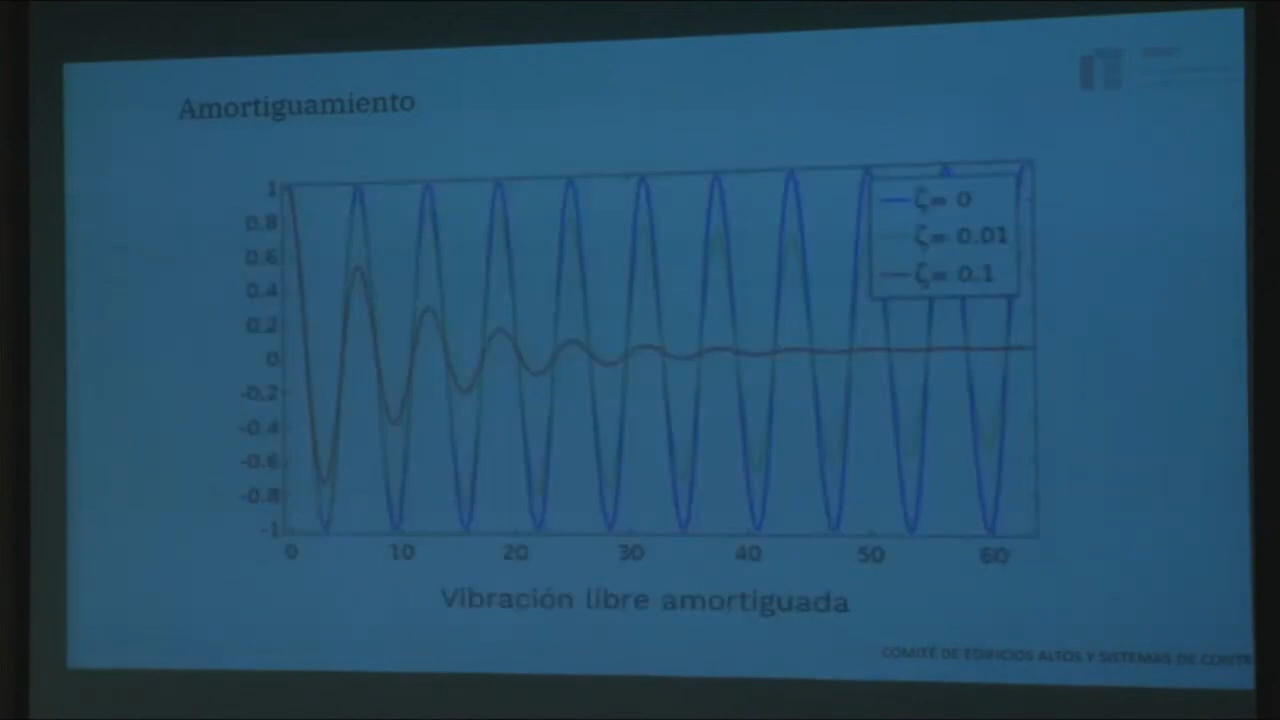 Amortiguamiento
1
0.8
0.6
0.4
0.2
0
-0.2
-0.4
-0.6
-0.8
-1
ζ= 0
ζ= 0.01
ζ= 0.1
0 10 20 30 40 50 60
Vibración libre amortiguada
COMITÉ DE EDIFICIOS ALTOS Y SISTEMAS DE CONTR